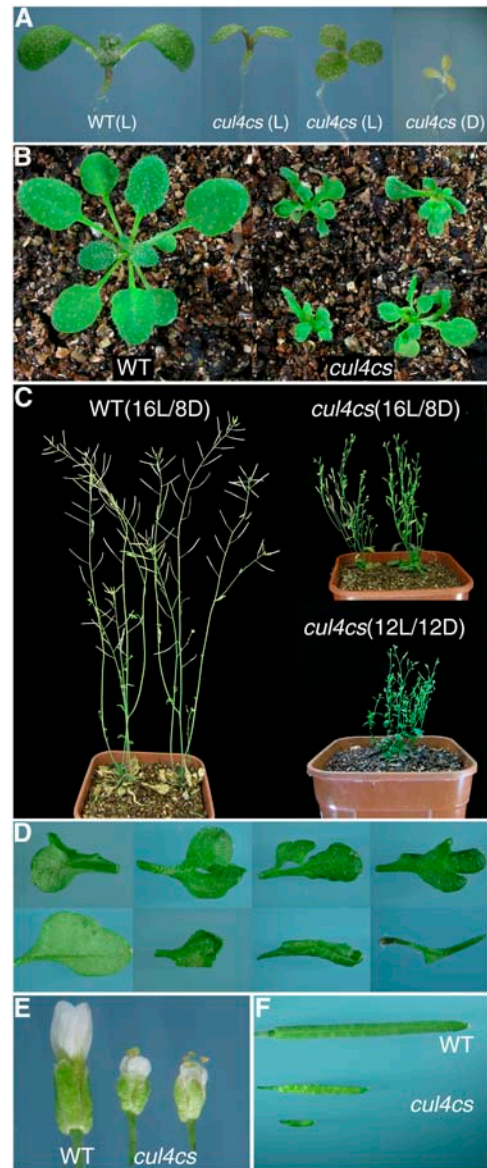 A
WT(L)
cul4cs (L)
cul4cs (L)
cul4cs (D)
B
WT
cul4cs
C
WT(16L/8D)
cul4cs(16L/8D)
cul4cs(12L/12D)
D
E
WT
cul4cs
F
WT
cul4cs